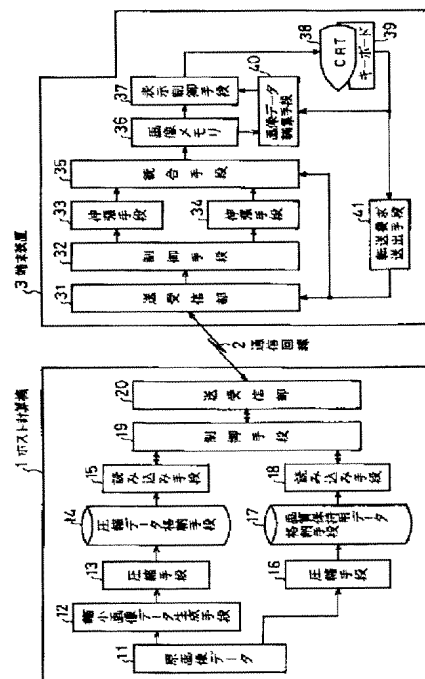 1 ホスト計算機
11
原画像データ
12
縮小画像データ生成手段
13
圧縮手段
14
圧縮データ格納手段
15
読み込み手段
16
圧縮手段
17
画質保持用データ
格納手段
18
読み込み手段
19
制御手段
20
送受信部
2 通信回線
3 端末装置
31
送受信部
32
制御手段
33
伸張手段
34
伸張手段
35
統合手段
36
画像メモリ
37
表示制御手段
38
CRT
キーボード
39
40
画像データ
編集手段
41
転送要求
送出手段